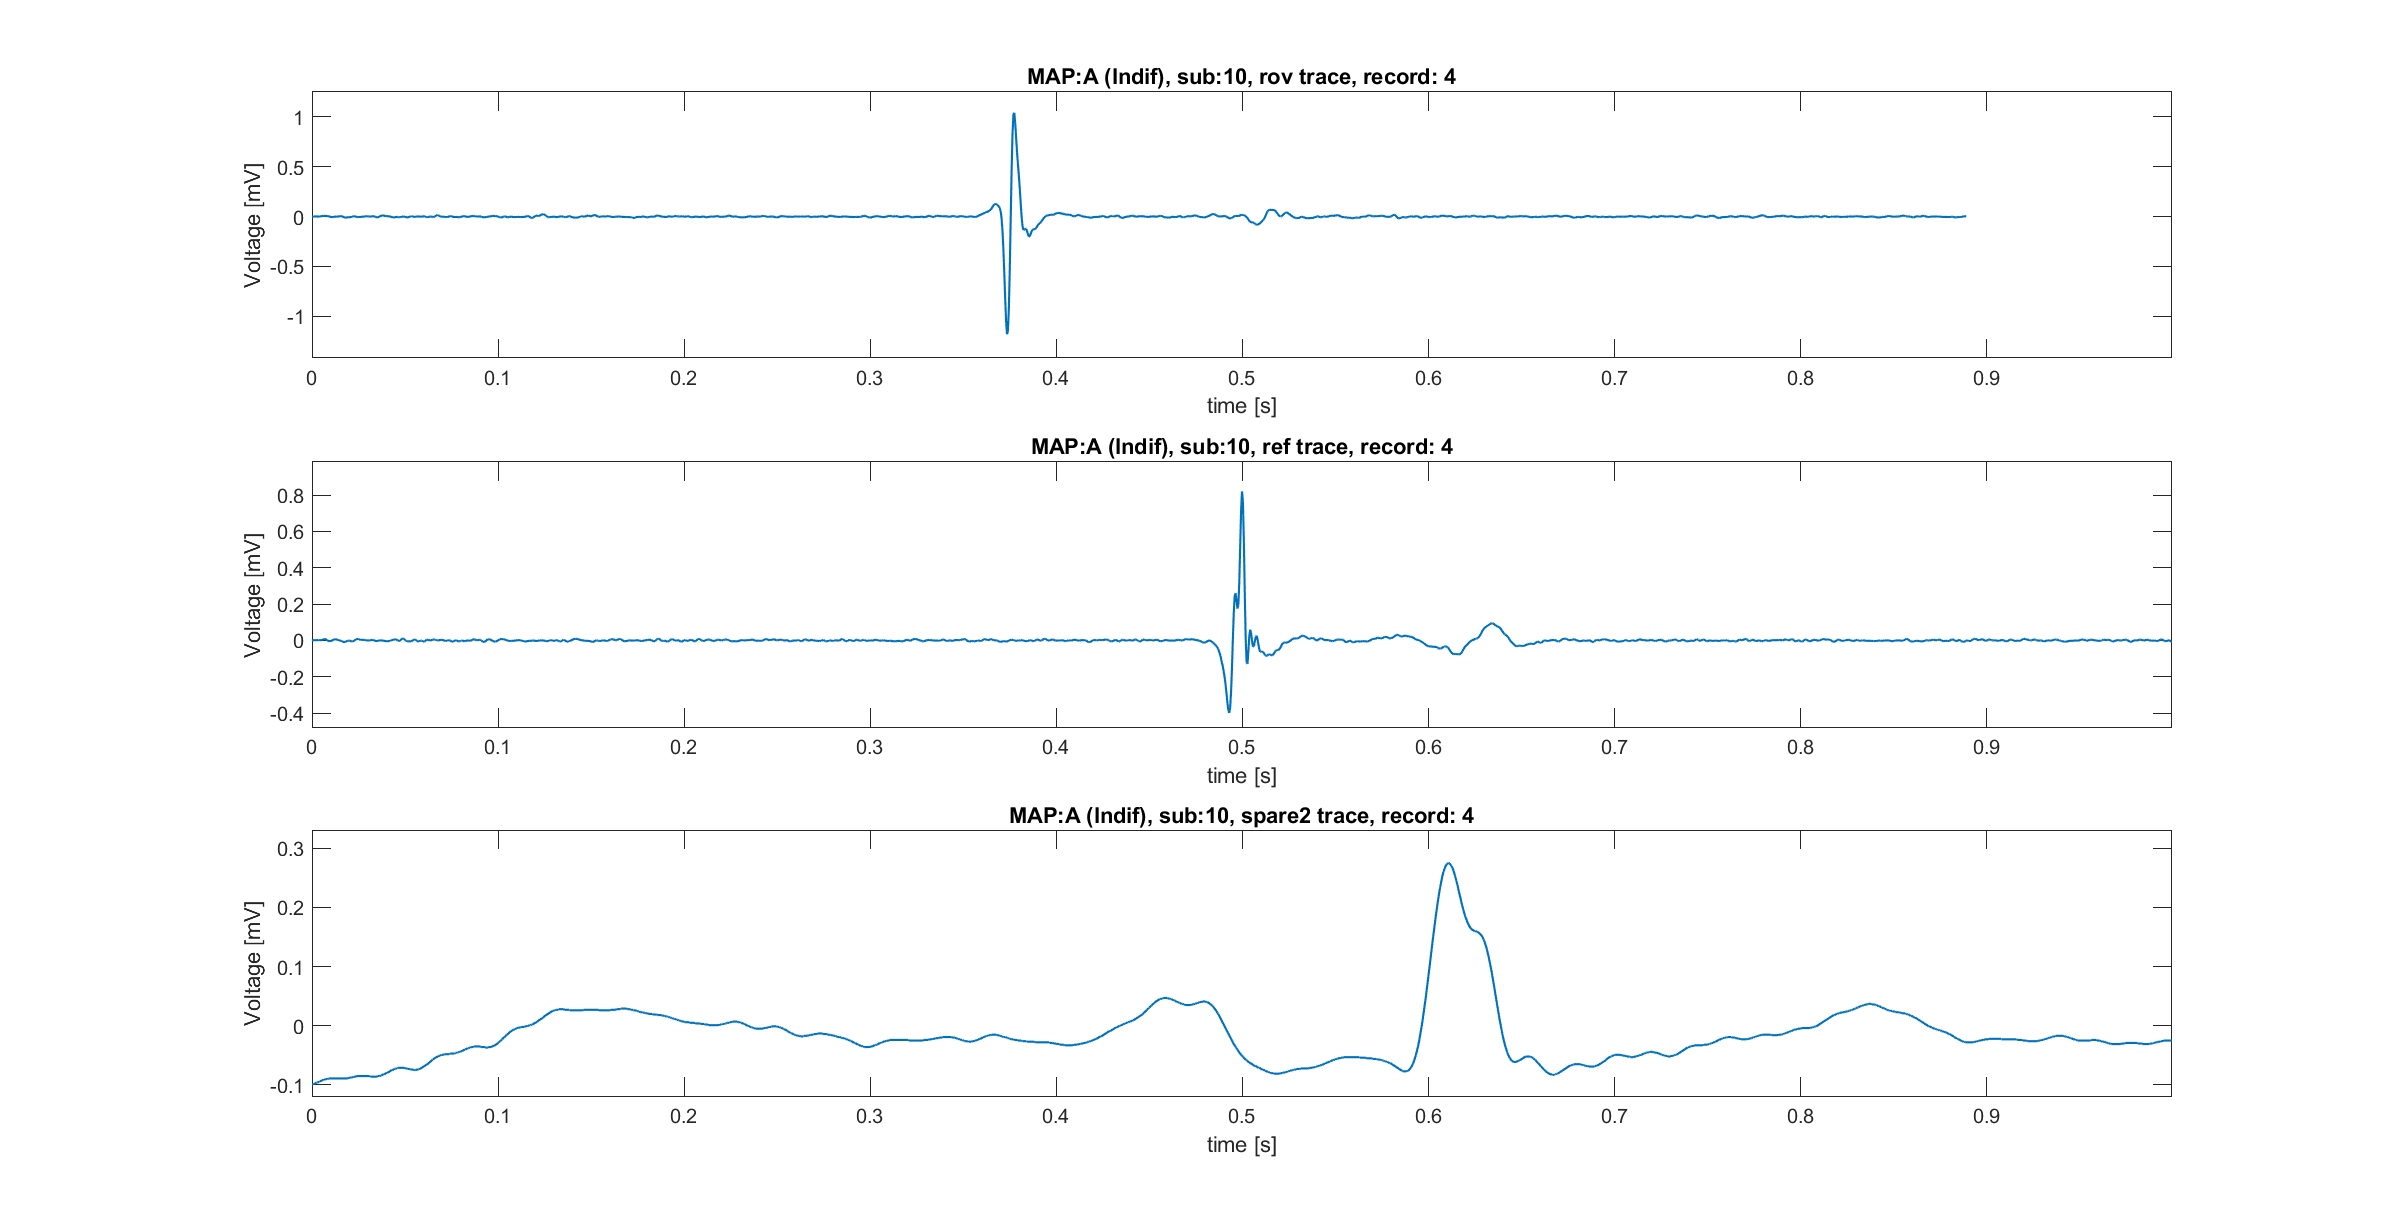 MAP:A (Indif), sub:10, rov trace, record: 4
Voltage [mV]
1
0.5
0
-0.5
-1
0 0.1 0.2 0.3 0.4 0.5 0.6 0.7 0.8 0.9
time [s]
MAP:A (Indif), sub:10, ref trace, record: 4
Voltage [mV]
0.8
0.6
0.4
0.2
0
-0.2
-0.4
0 0.1 0.2 0.3 0.4 0.5 0.6 0.7 0.8 0.9
time [s]
MAP:A (Indif), sub:10, spare2 trace, record: 4
Voltage [mV]
0.3
0.2
0.1
0
-0.1
0 0.1 0.2 0.3 0.4 0.5 0.6 0.7 0.8 0.9
time [s]